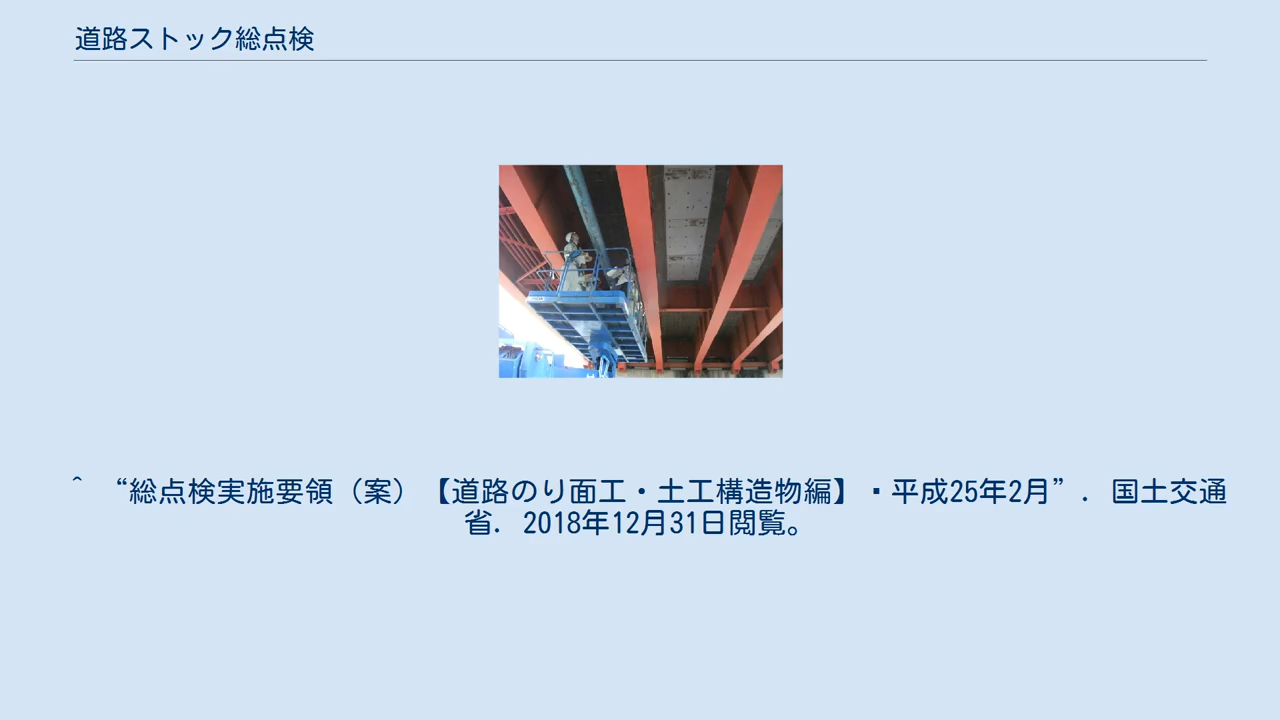 道路ストック総点検
^ “総点検実施要領（案）【道路のり面工・土工構造物編】▪平成25年2月”. 国土交通
省. 2018年12月31日閲覧。